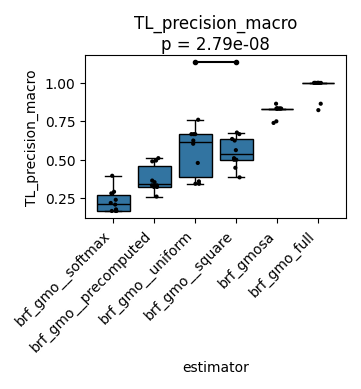 TL_precision_macro
p = 2.79e-08
TL_precision_macro
1.00
0.75
0.50
0.25
brf_gmo__softmax
brf_gmo__precomputed
brf_gmo__uniform
brf_gmo__square
brf_gmosa
brf_gmo_full
estimator